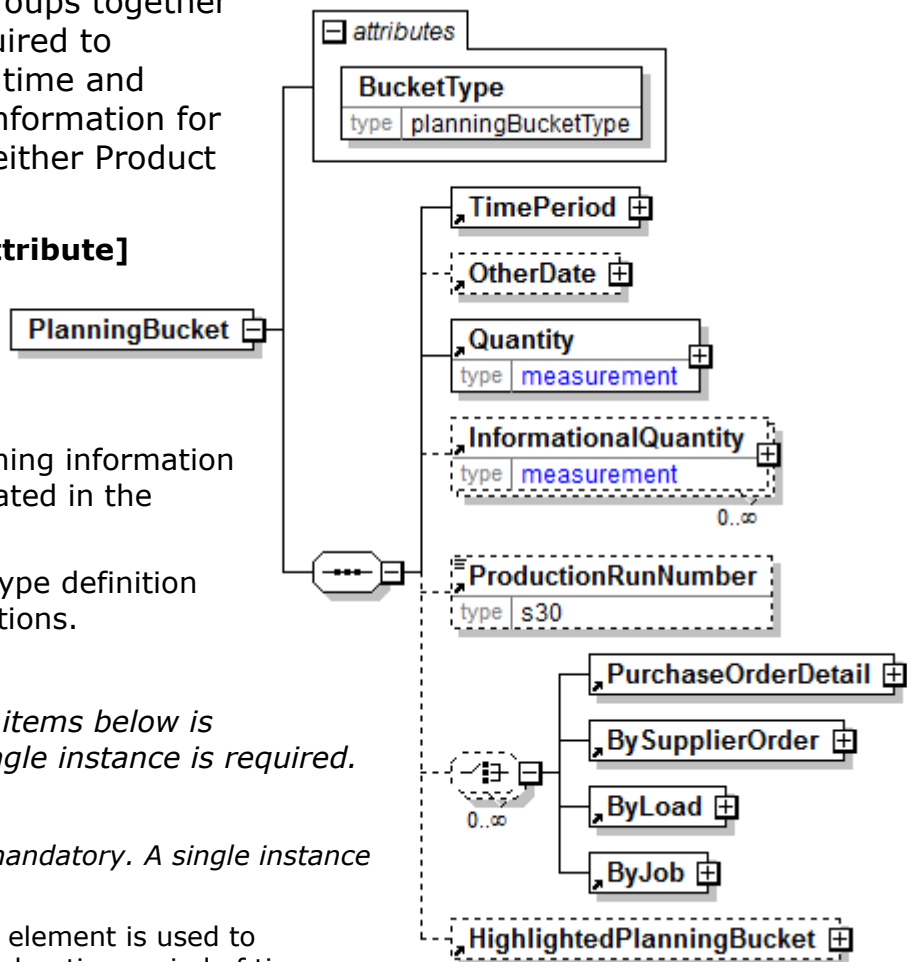 oups together
uired to
time and
nformation for
either Product
ttribute]
ning information
ated in the
ype definition
tions.
items below is
gle instance is required.
mandatory. A single instance
element is used to
attributes
BucketType
type planningBucketType
PlanningBucket
TimePeriod
OtherDate
Quantity
type measurement
InformationalQuantity
type measurement
0..∞
ProductionRunNumber
type s30
PurchaseOrderDetail
BySupplierOrder
0..∞
ByLoad
ByJob
HighlightedPlanningBucket